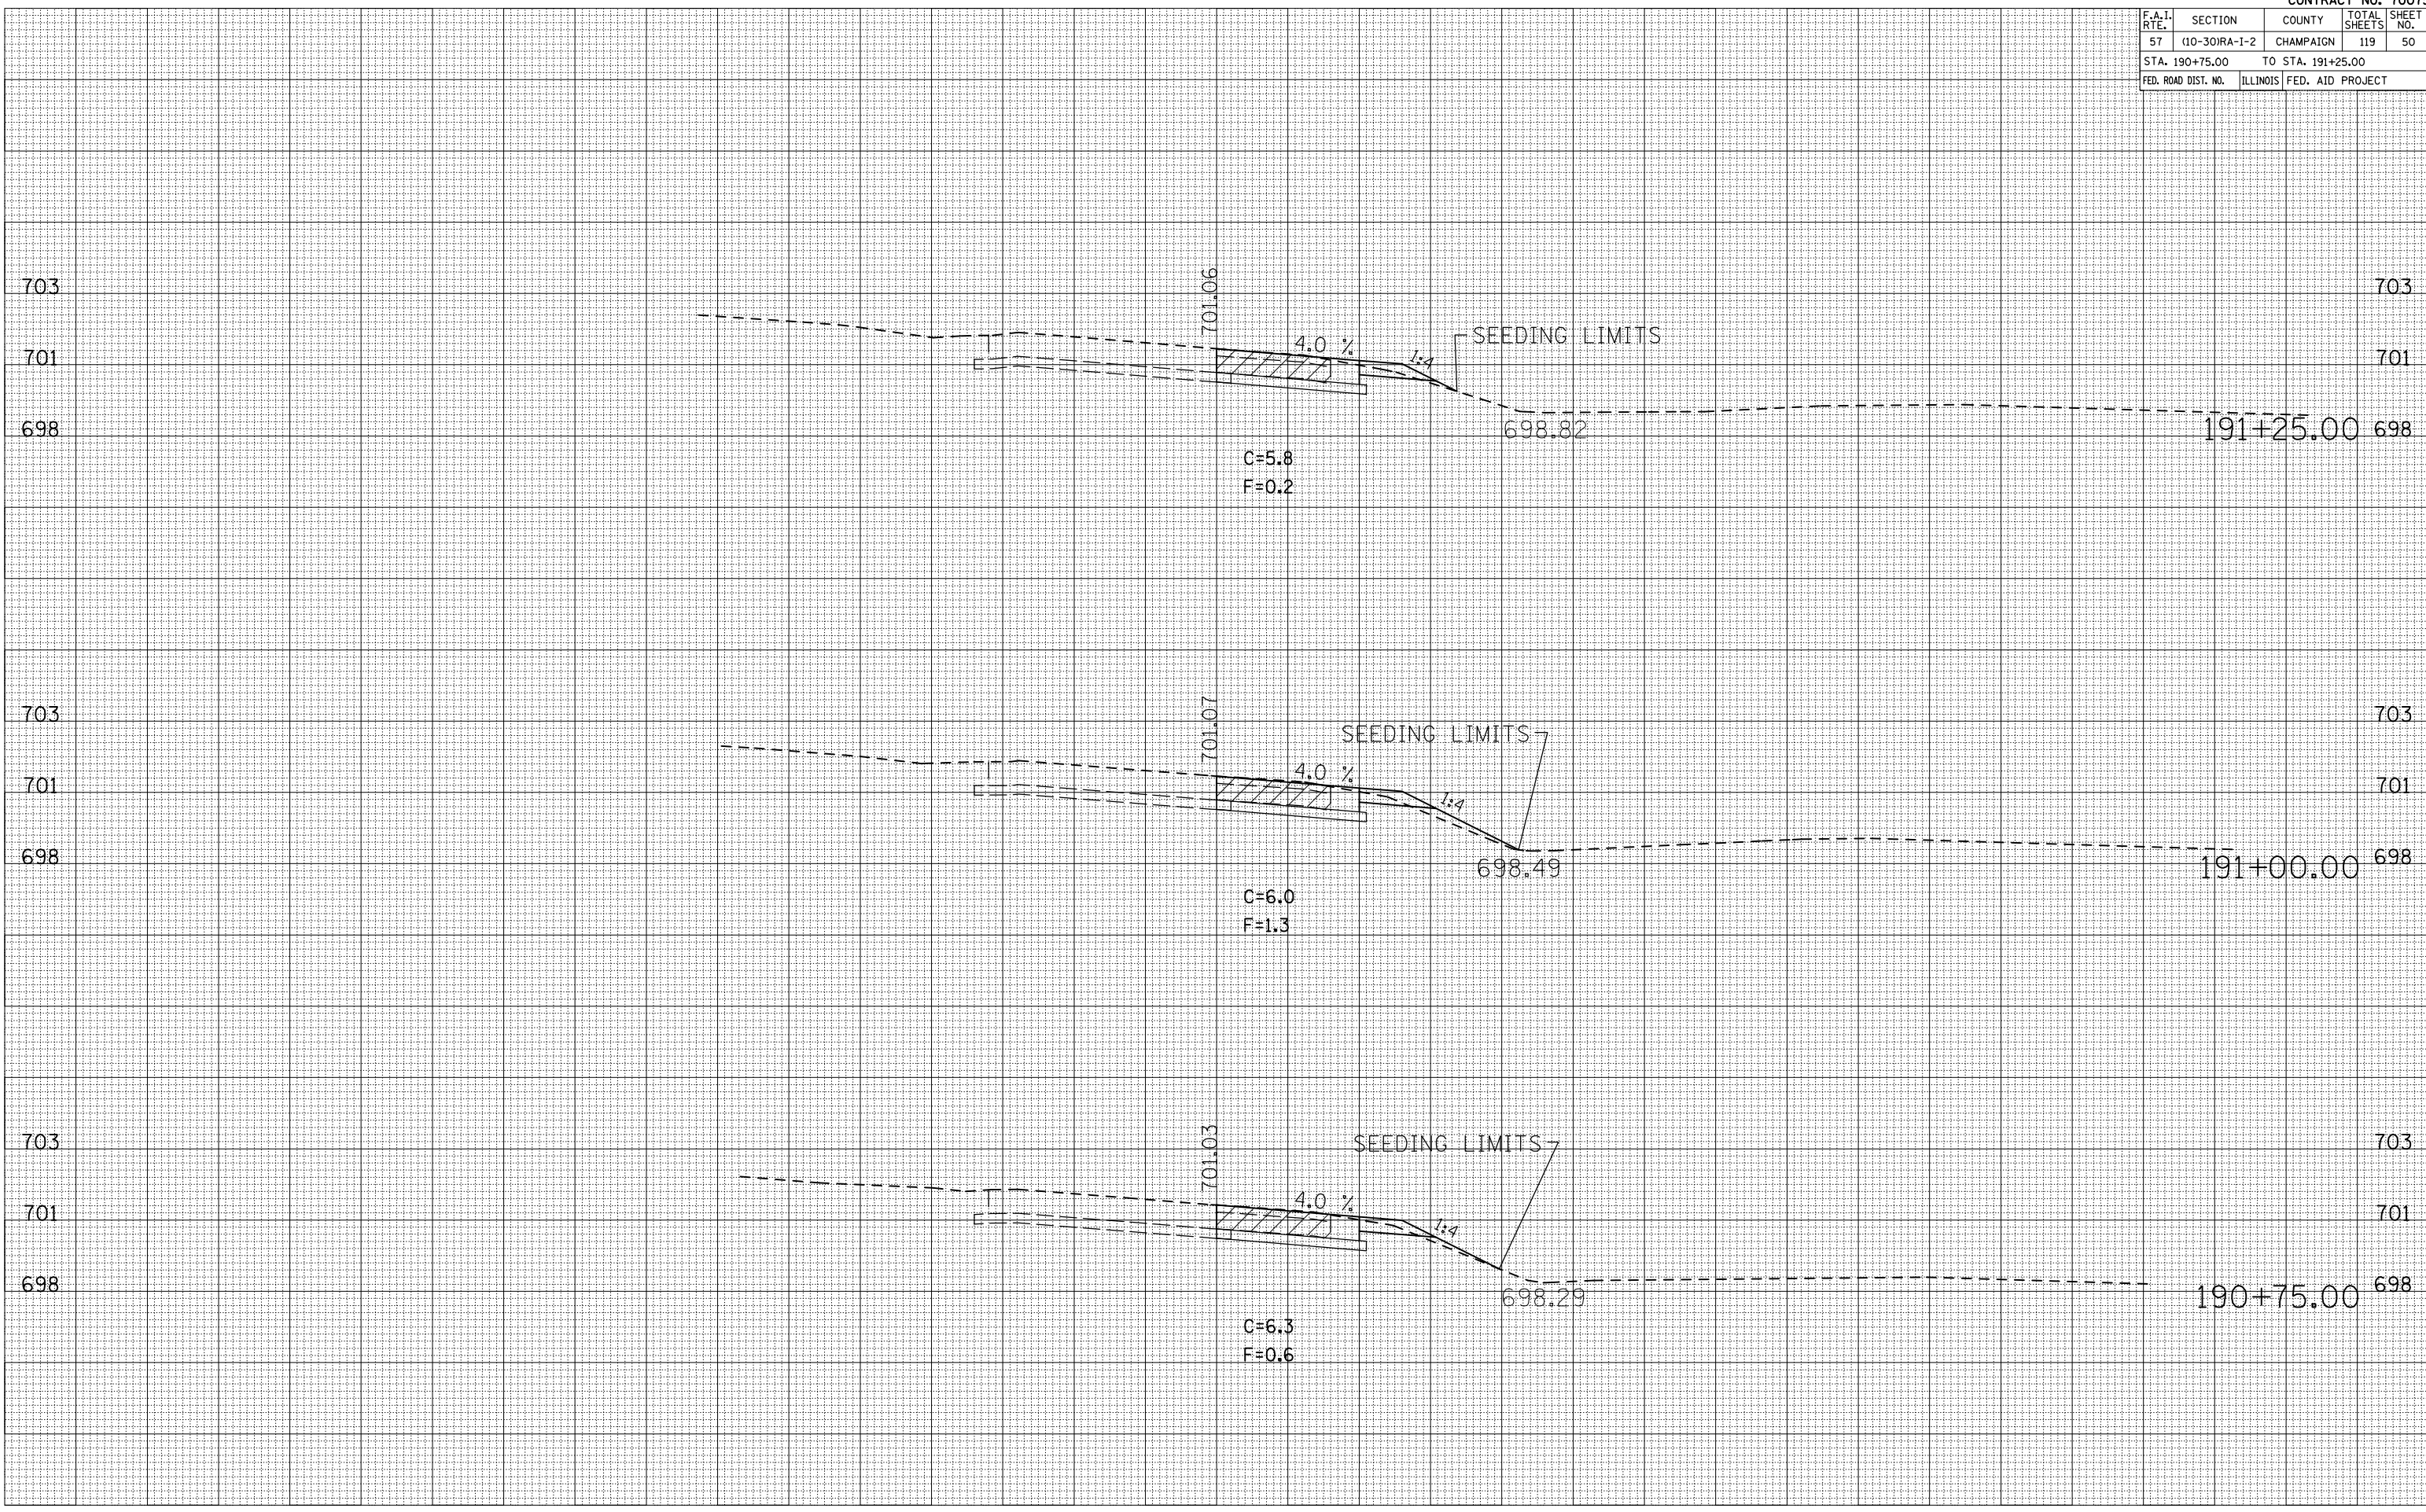 F.A.I. RTE. SECTION COUNTY TOTAL SHEETS SHEET NO.
57 (10-30)RA-I-2 CHAMPAIGN 119 50
STA. 190+75.00 TO STA. 191+25.00
FED. ROAD DIST. NO. ILLINOIS FED. AID PROJECT
703 703
701.06
SEEDING LIMITS
4.0 %
1:4
701 701
698 698.82 191+25.00 698
C=5.8
F=0.2
703 703
701.07
SEEDING LIMITS
4.0 %
1:4
701 701
698 698.49 191+00.00 698
C=6.0
F=1.3
703 703
701.03
SEEDING LIMITS
4.0 %
1:4
701 701
698 698.29 190+75.00 698
C=6.3
F=0.6